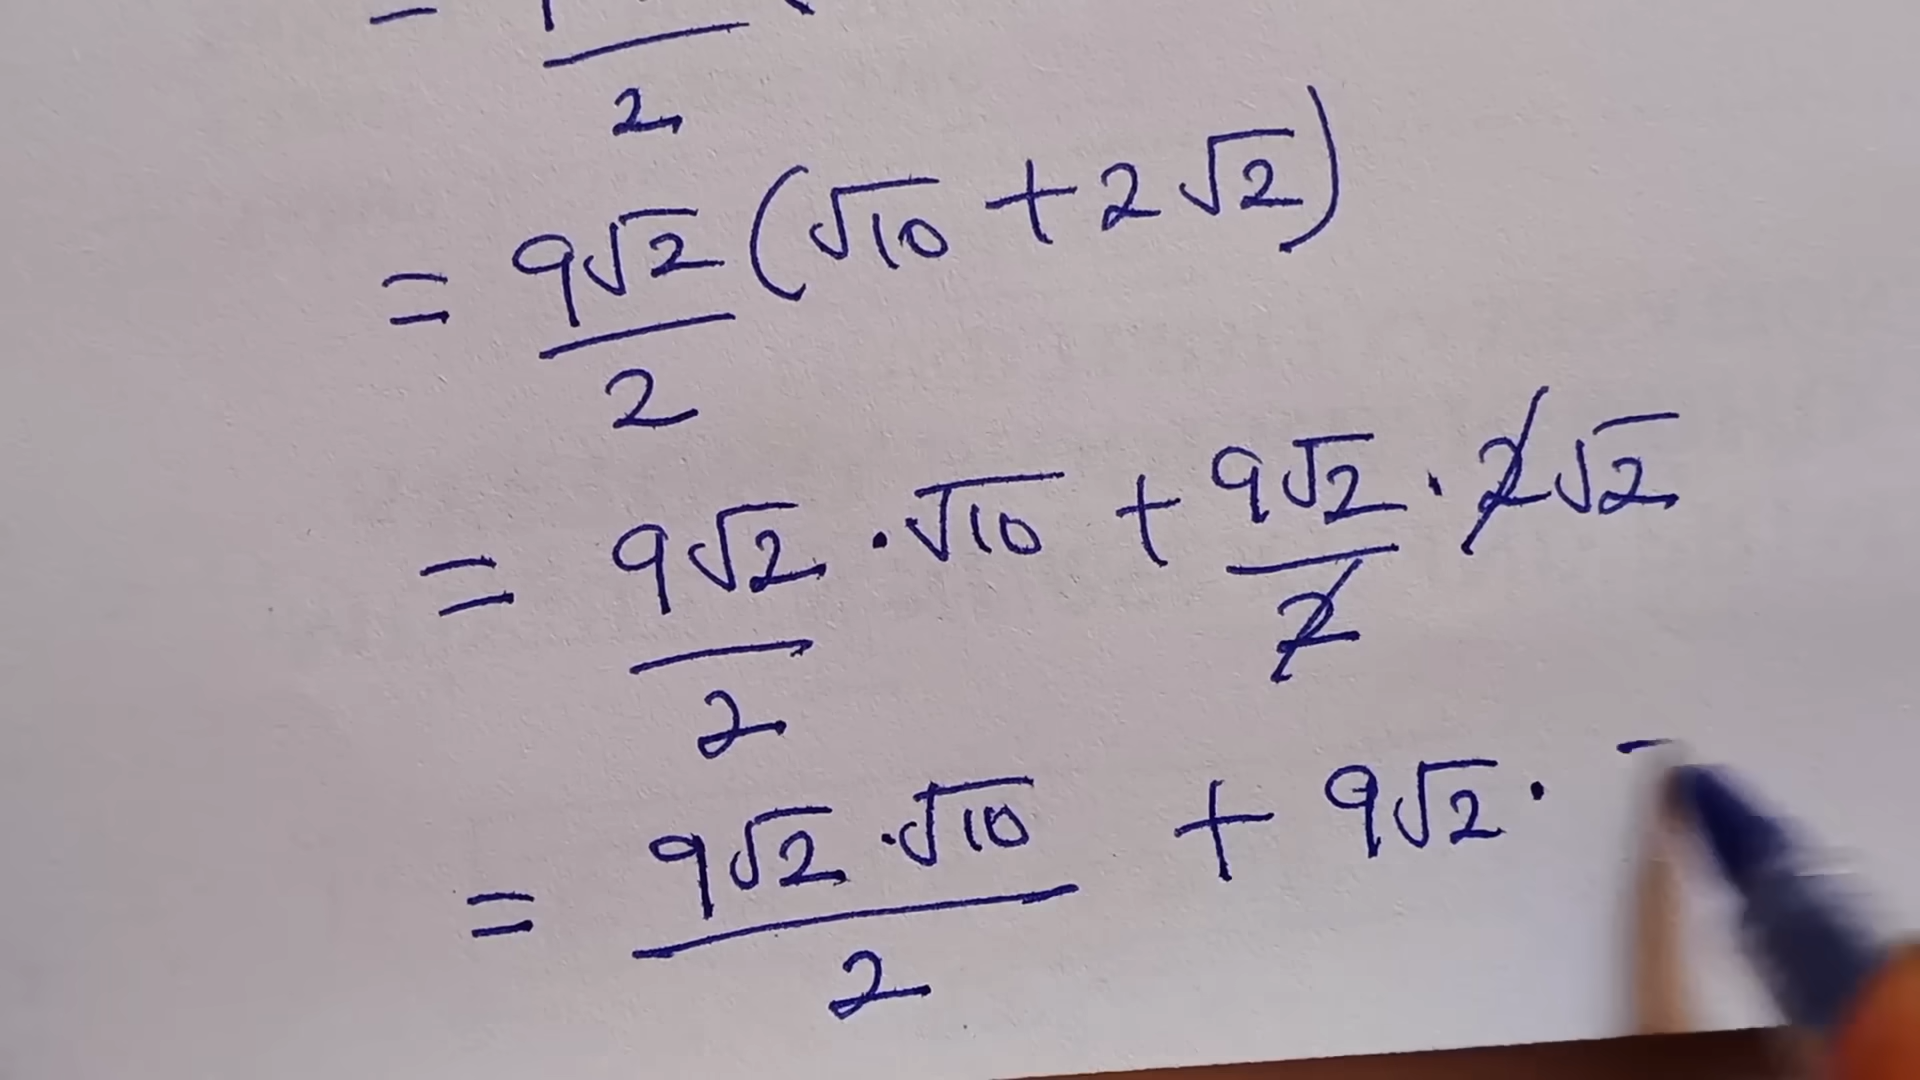 = /2
= 9√2/2 (√10 + 2√2)
= 9√2/2 · √10 + 9√2/2 · 2√2
= 9√2 · √10/2 + 9√2 ·